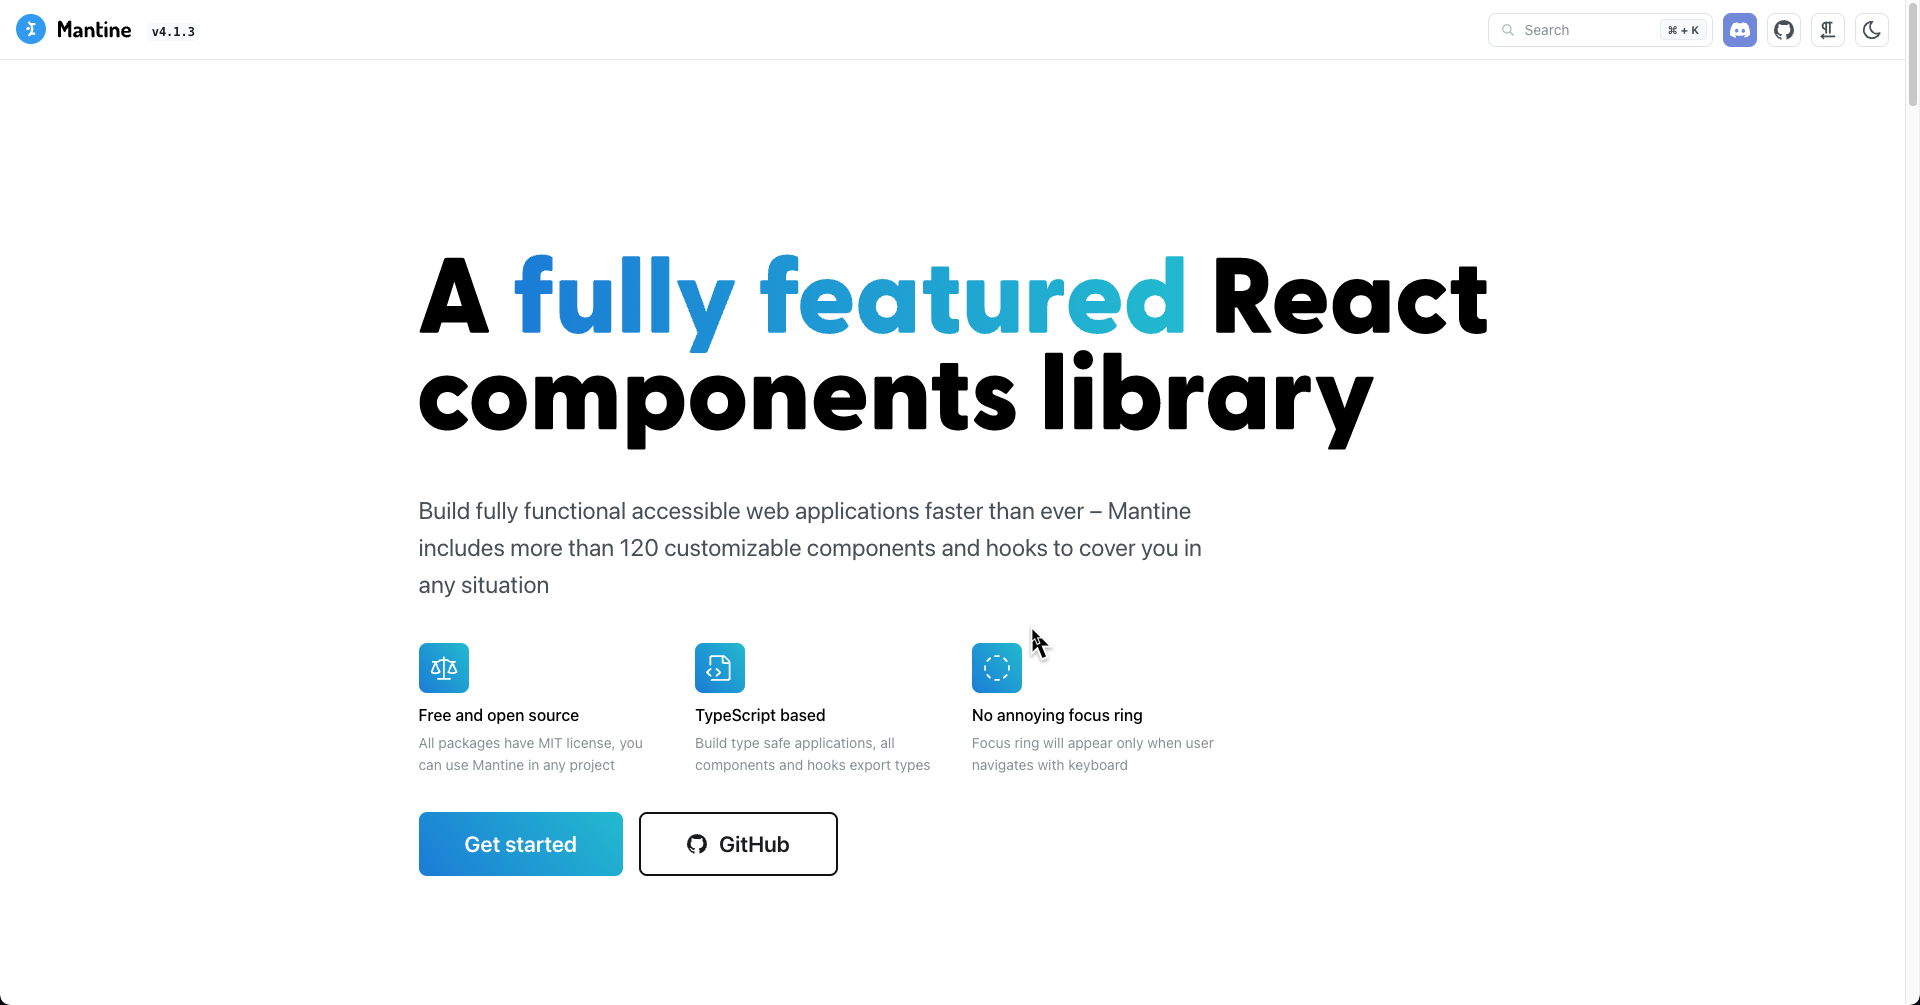 Mantine v4.1.3
Search ⌘ + K
A fully featured React
components library
Build fully functional accessible web applications faster than ever – Mantine
includes more than 120 customizable components and hooks to cover you in
any situation
Free and open source
All packages have MIT license, you
can use Mantine in any project
TypeScript based
Build type safe applications, all
components and hooks export types
No annoying focus ring
Focus ring will appear only when user
navigates with keyboard
Get started
GitHub